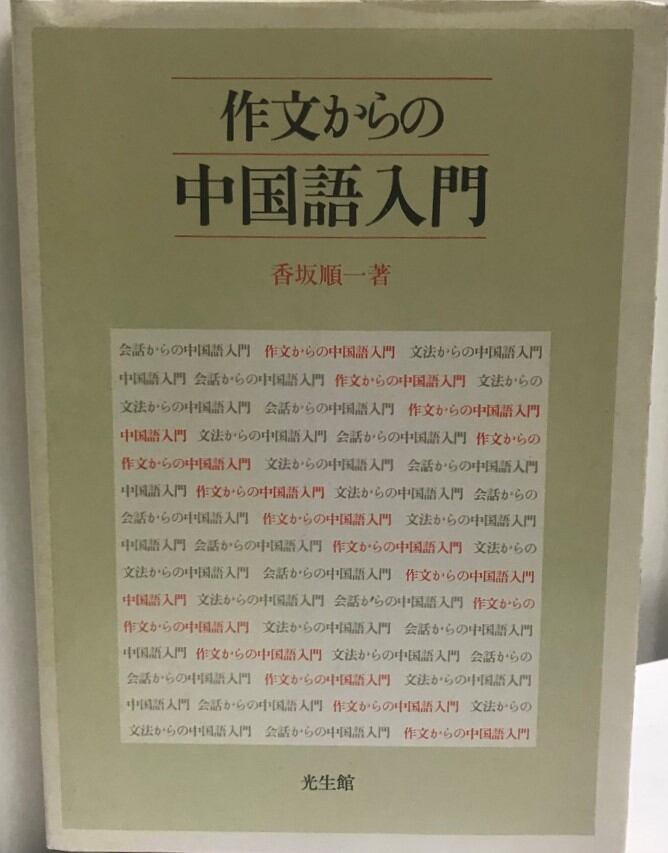 作文からの
中国語入門
香坂順一著
会話からの中国語入門 作文からの中国語入門 文法からの中国語入門
中国語入門 会話からの中国語入門 作文からの中国語入門 文法からの
文法からの中国語入門 会話からの中国語入門 作文からの中国語入門
中国語入門 文法からの中国語入門 会話からの中国語入門 作文からの
作文からの中国語入門 文法からの中国語入門 会話からの中国語入門
中国語入門 作文からの中国語入門 文法からの中国語入門 会話からの
会話からの中国語入門 作文からの中国語入門 文法からの中国語入門
中国語入門 会話からの中国語入門 作文からの中国語入門 文法からの
文法からの中国語入門 会話からの中国語入門 作文からの中国語入門
中国語入門 文法からの中国語入門 会話からの中国語入門 作文からの
作文からの中国語入門 文法からの中国語入門 会話からの中国語入門
中国語入門 作文からの中国語入門 文法からの中国語入門 会話からの
会話からの中国語入門 作文からの中国語入門 文法からの中国語入門
中国語入門 会話からの中国語入門 作文からの中国語入門 文法からの
文法からの中国語入門 会話からの中国語入門 作文からの中国語入門
光生館